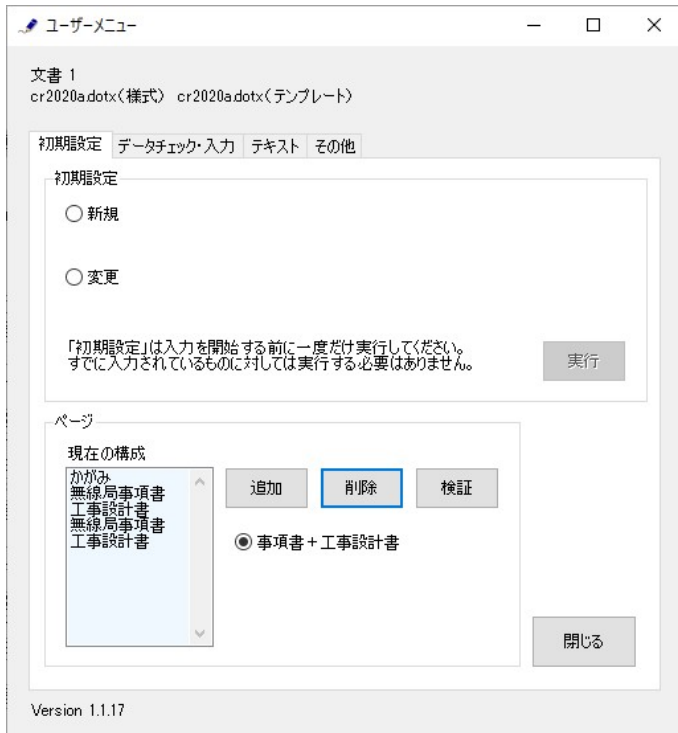 ユーザーメニュー
文書 1
cr2020a.dotx（様式） cr2020a.dotx（テンプレート）
初期設定 データチェック・入力 テキスト その他
初期設定
新規
変更
「初期設定」は入力を開始する前に一度だけ実行してください。
すでに入力されているものに対しては実行する必要はありません。
実行
ページ
現在の構成
かがみ
無線局事項書
工事設計書
無線局事項書
工事設計書
追加 削除 検証
事項書+工事設計書
閉じる
Version 1.1.17